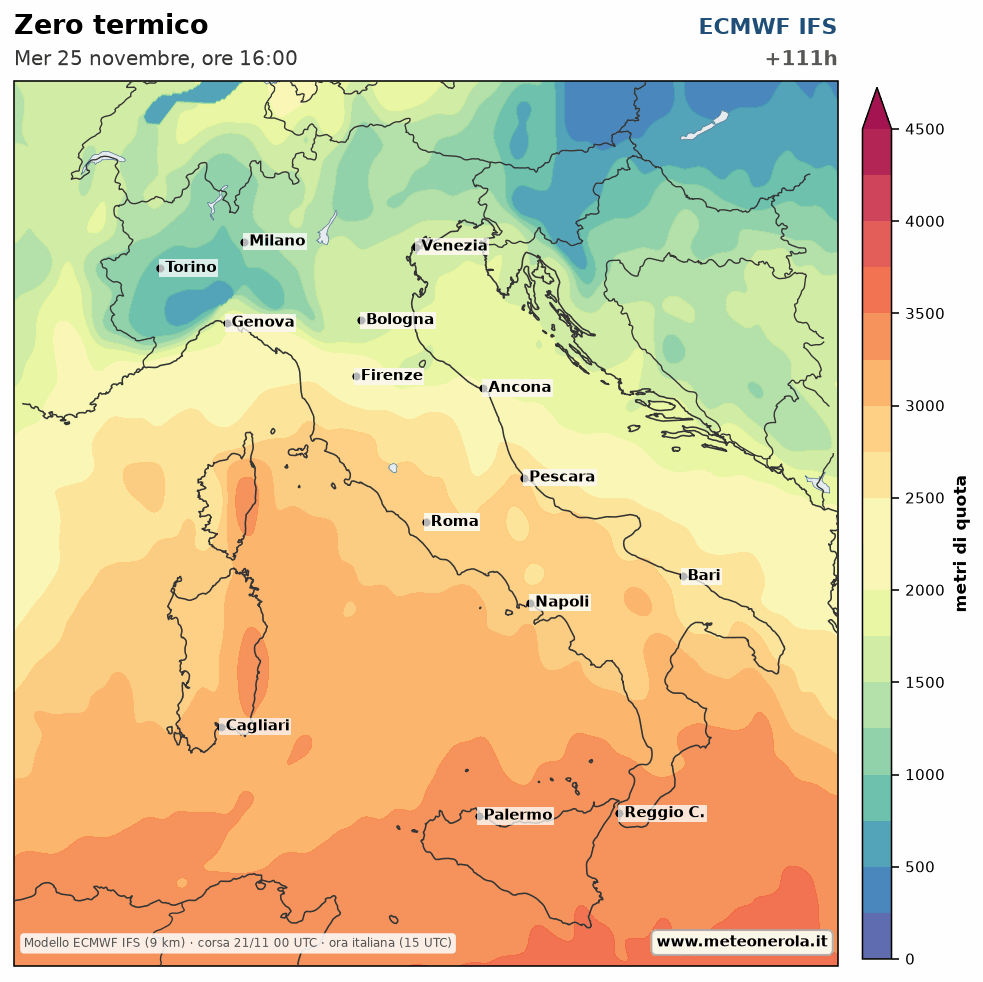 Zero termico
ECMWF IFS
Mer 25 novembre, ore 16:00
+111h
Milano
Venezia
Torino
Genova
Bologna
Firenze
Ancona
Pescara
Roma
Bari
Napoli
Cagliari
Palermo
Reggio C.
4500
4000
3500
3000
2500
2000
1500
1000
500
0
metri di quota
Modello ECMWF IFS (9 km) · corsa 21/11 00 UTC · ora italiana (15 UTC)
www.meteonerola.it